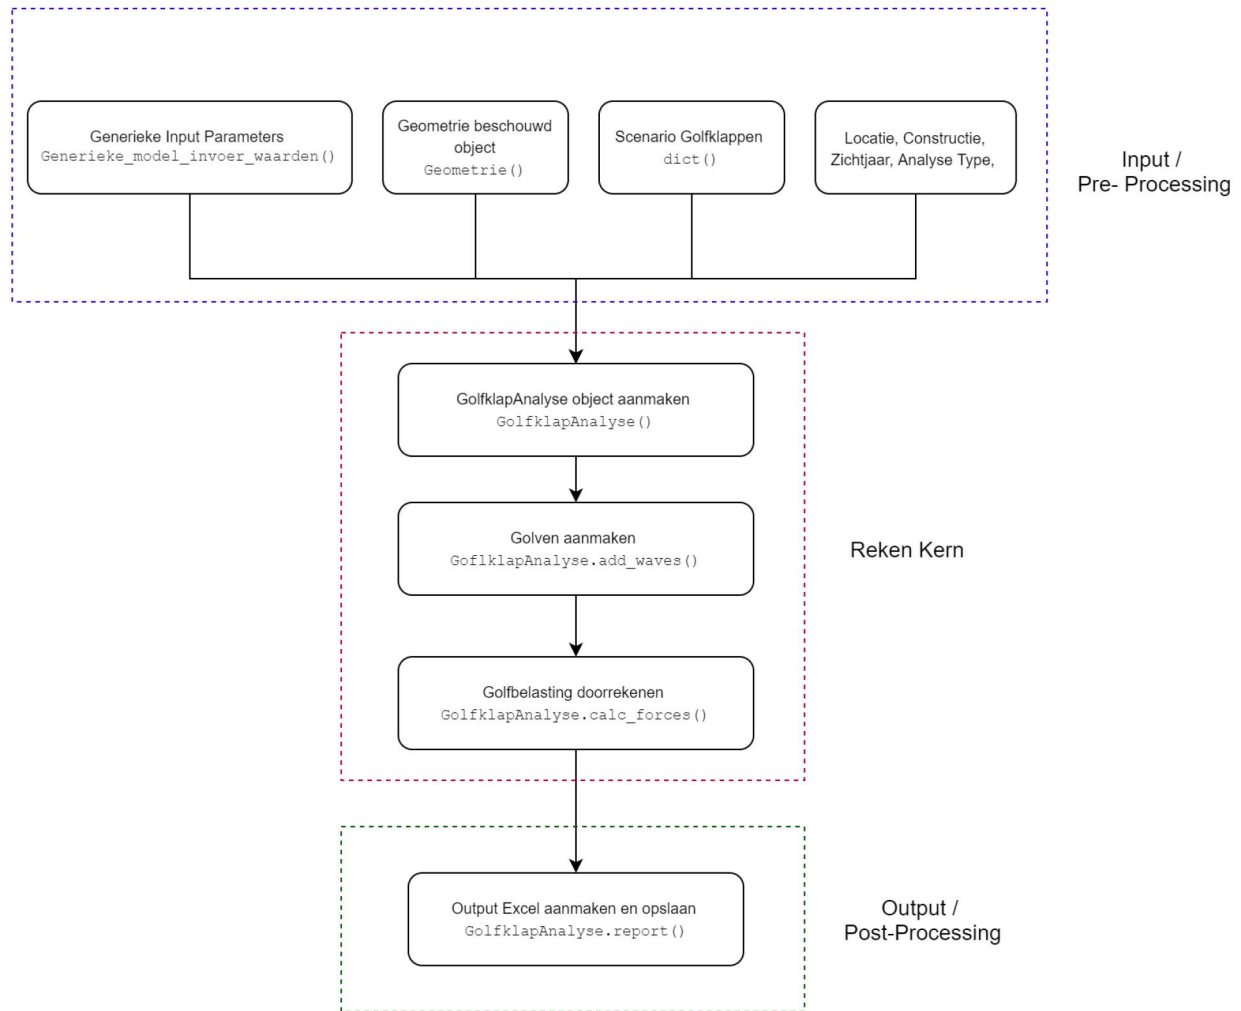 Generieke Input Parameters
Generieke_model_invoer_waarden()
Geometrie beschouwd
object
Geometrie()
Scenario Golfklappen
dict()
Locatie, Constructie,
Zichtjaar, Analyse Type,
Input /
Pre- Processing
GolfklapAnalyse object aanmaken
GolfklapAnalyse()
Golven aanmaken
GoflklapAnalyse.add_waves()
Reken Kern
Golfbelasting doorrekenen
GolfklapAnalyse.calc_forces()
Output Excel aanmaken en opslaan
GolfklapAnalyse.report()
Output /
Post-Processing